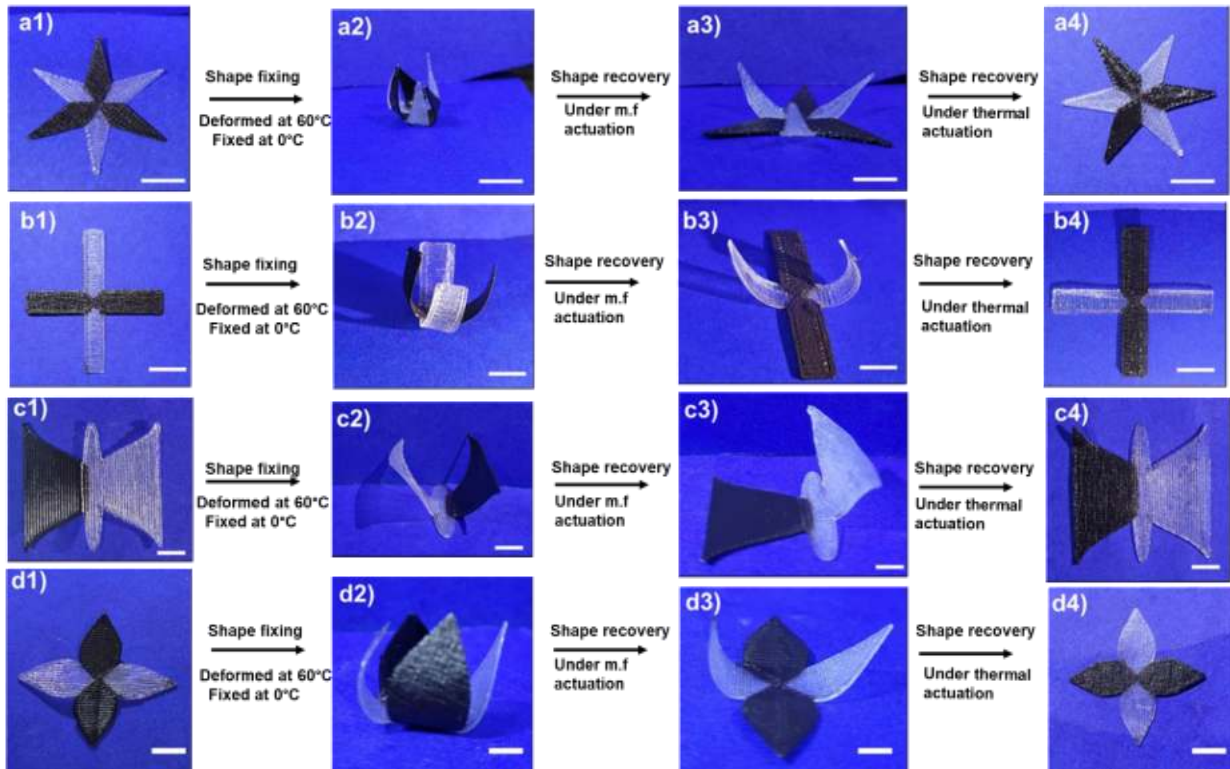 a1)
Shape fixing
Deformed at 60°C
Fixed at 0°C
a2)
Shape recovery
Under m.f
actuation
a3)
Shape recovery
Under thermal
actuation
a4)
b1)
Shape fixing
Deformed at 60°C
Fixed at 0°C
b2)
Shape recovery
Under m.f
actuation
b3)
Shape recovery
Under thermal
actuation
b4)
c1)
Shape fixing
Deformed at 60°C
Fixed at 0°C
c2)
Shape recovery
Under m.f
actuation
c3)
Shape recovery
Under thermal
actuation
c4)
d1)
Shape fixing
Deformed at 60°C
Fixed at 0°C
d2)
Shape recovery
Under m.f
actuation
d3)
Shape recovery
Under thermal
actuation
d4)